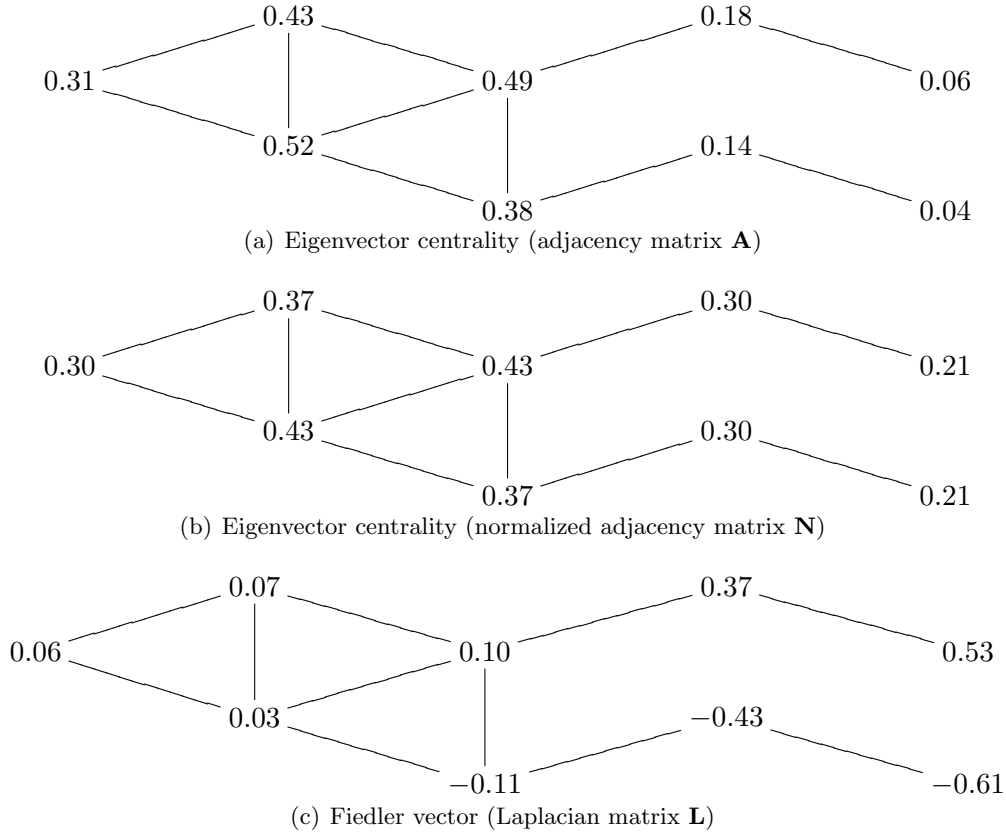 0.43 0.18
0.31 0.49 0.06
0.52 0.14
0.38 0.04
(a) Eigenvector centrality (adjacency matrix A)
0.37 0.30
0.30 0.43 0.21
0.43 0.30
0.37 0.21
(b) Eigenvector centrality (normalized adjacency matrix N)
0.07 0.37
0.06 0.10 0.53
0.03 −0.43
−0.11 −0.61
(c) Fiedler vector (Laplacian matrix L)